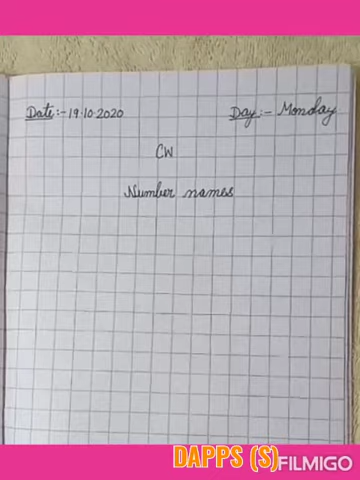 Date:- 19.10.2020 Day:- Monday
CW
Number names
DAPPS (S)
FILMIGO